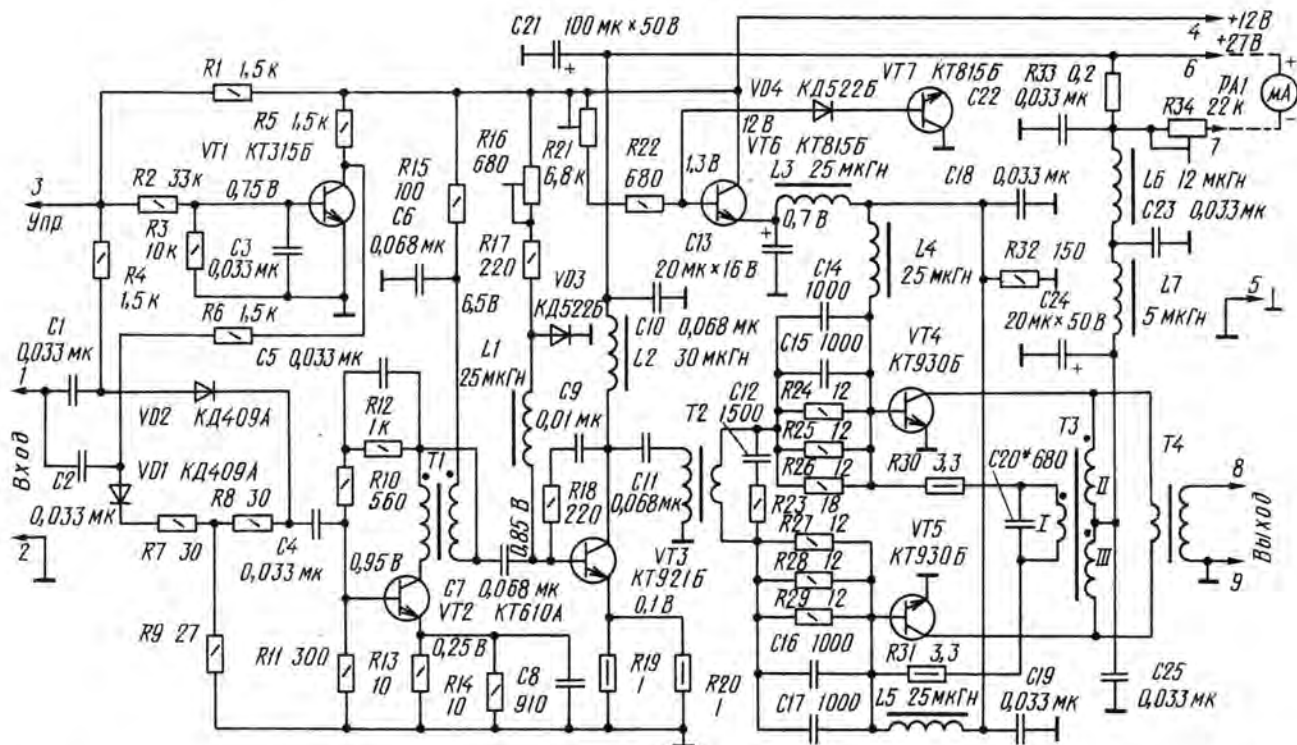 C21 100 мк × 50 В
+12В
4
+27В
6
R1 1,5 к
R5 1,5 к
VT1 КТ315Б
R2 33к
0,75 В
3
Упр.
R3
10к
C3
0,033 мк
R4
1,5 к
R6 1,5 к
C1
0,033 мк
1
C5 0,033 мк
VD2 КД409А
Вход
C2
0,033 мк
VD1 КД409А
R8 30
R7 30
2
C4
0,033 мк
R9 27
R11 300
R12
1к
R10
560
0,95 В
R13
10
R14
10
0,25 В
C8
910
VT2 КТ610А
C7
0,068 мк
T1
R15
100
C6
0,068 мк
6,5 В
R16
680
R17
220
L1
25мкГн
VD3
КД522Б
R21
6,8 к
R22
680
VD4 КД522Б
12 В
1,3 В
VT7 КТ815Б
VT6 КТ815Б
L3 25 мкГн
0,7 В
C13
20 мк × 16 В
C10 0,068 мк
L2 30 мкГн
C9
0,01 мк
R18
220
0,85 В
C11
0,068 мк
VT3
КТ921Б
0,1 В
R19
1
R20
1
T2
C12
1500
R23 18
C14
1000
C15 1000
L4
25 мкГн
R24 12
R25 12
R26 12
R27 12
R28 12
R29 12
C16 1000
C17 1000
VT4
КТ930Б
R30 3,3
VT5
КТ930Б
R31 3,3
L5 25мкГн
C18 0,033 мк
R32 150
C22
0,033 мк
R33 0,2
R34
22 к
7
PA1
мА
+
−
L6 12 мкГн
C23 0,033 мк
C24
20 мк × 50 В
L7
5 мкГн
5
C20* 680
T3
I
II
III
T4
8
Выход
9
C19
0,033 мк
C25
0,033 мк